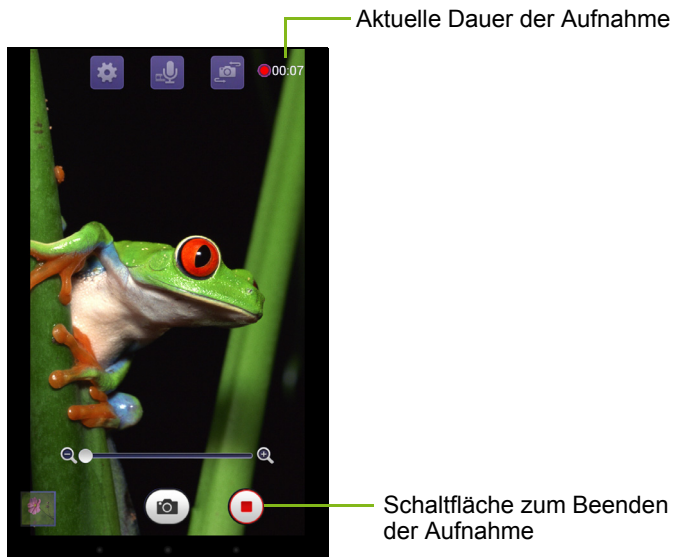 Aktuelle Dauer der Aufnahme
00:07
Schaltfläche zum Beenden
der Aufnahme